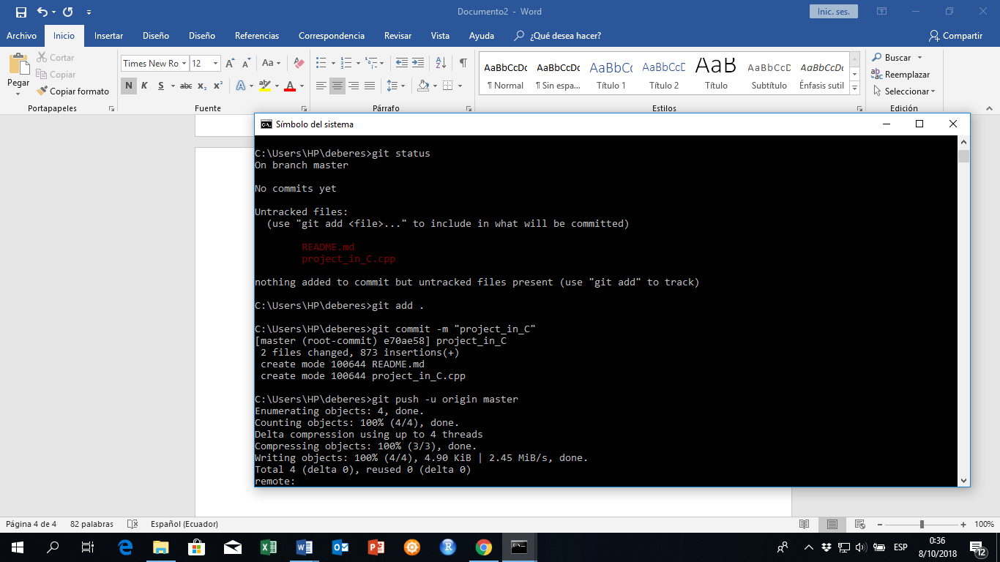 Documento2 - Word
Inic. ses.
Archivo Inicio Insertar Diseño Diseño Referencias Correspondencia Revisar Vista Ayuda ¿Qué desea hacer? Compartir
Pegar
Cortar
Copiar
Copiar formato
Portapapeles
Times New Ro 12
N K S abc x₂ x²
Fuente
Párrafo
AaBbCcDc AaBbCcDc AaBbCc AaBbCcD AaB AaBbCcD AaBbCcDc
¶ Normal ¶ Sin espa... Título 1 Título 2 Título Subtítulo Énfasis sutil
Estilos
Buscar
Reemplazar
Seleccionar
Edición
Símbolo del sistema
C:\Users\HP\deberes>git status
On branch master
No commits yet
Untracked files:
(use "git add <file>..." to include in what will be committed)
README.md
project_in_C.cpp
nothing added to commit but untracked files present (use "git add" to track)
C:\Users\HP\deberes>git add .
C:\Users\HP\deberes>git commit -m "project_in_C"
[master (root-commit) e70ae58] project_in_C
2 files changed, 873 insertions(+)
create mode 100644 README.md
create mode 100644 project_in_C.cpp
C:\Users\HP\deberes>git push -u origin master
Enumerating objects: 4, done.
Counting objects: 100% (4/4), done.
Delta compression using up to 4 threads
Compressing objects: 100% (3/3), done.
Writing objects: 100% (4/4), 4.90 KiB | 2.45 MiB/s, done.
Total 4 (delta 0), reused 0 (delta 0)
remote:
Página 4 de 4 82 palabras Español (Ecuador) 100%
ESP
0:36
8/10/2018
12